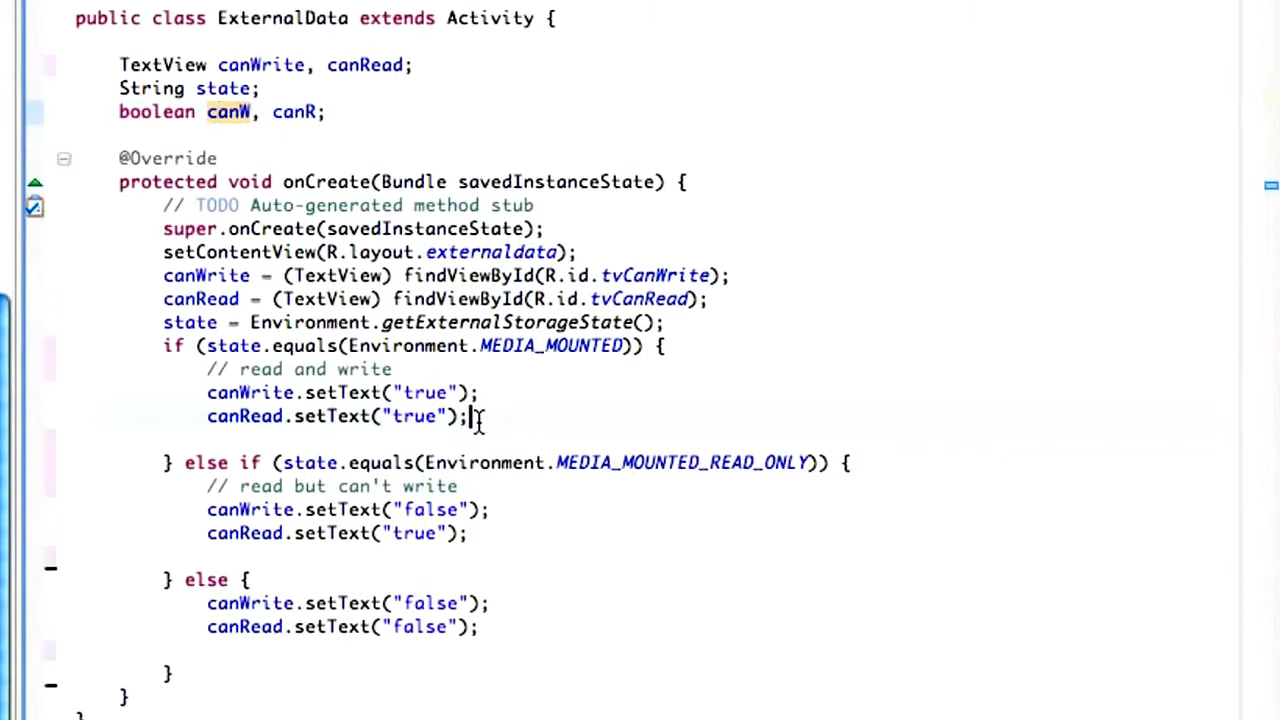 public class ExternalData extends Activity {
TextView canWrite, canRead;
String state;
boolean canW, canR;
@Override
protected void onCreate(Bundle savedInstanceState) {
// TODO Auto-generated method stub
super.onCreate(savedInstanceState);
setContentView(R.layout.externaldata);
canWrite = (TextView) findViewById(R.id.tvCanWrite);
canRead = (TextView) findViewById(R.id.tvCanRead);
state = Environment.getExternalStorageState();
if (state.equals(Environment.MEDIA_MOUNTED)) {
// read and write
canWrite.setText("true");
canRead.setText("true");
} else if (state.equals(Environment.MEDIA_MOUNTED_READ_ONLY)) {
// read but can't write
canWrite.setText("false");
canRead.setText("true");
} else {
canWrite.setText("false");
canRead.setText("false");
}
}
}